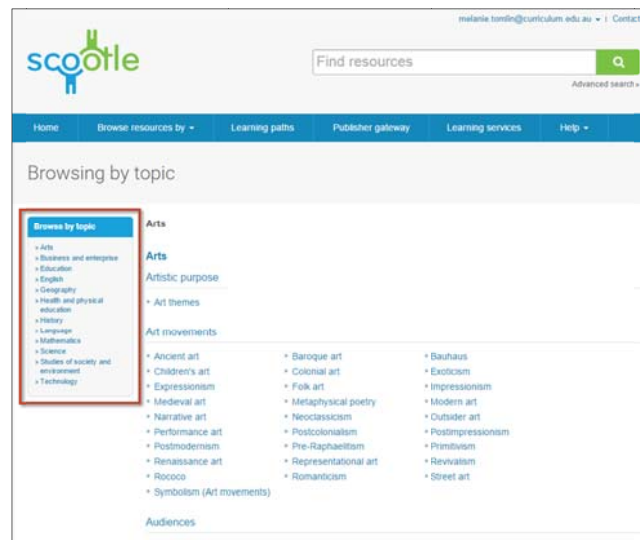 melanie.tomlin@curriculum.edu.au | Contact
scootle
Find resources
Advanced search »
Home Browse resources by Learning paths Publisher gateway Learning services Help
Browsing by topic
Browse by topic
» Arts
» Business and enterprise
» Education
» English
» Geography
» Health and physical
education
» History
» Language
» Mathematics
» Science
» Studies of society and
environment
» Technology
Arts
Arts
Artistic purpose
Art themes
Art movements
Ancient art Baroque art Bauhaus
Children's art Colonial art Exoticism
Expressionism Folk art Impressionism
Medieval art Metaphysical poetry Modern art
Narrative art Neoclassicism Outsider art
Performance art Postcolonialism Postimpressionism
Postmodernism Pre-Raphaelitism Primitivism
Renaissance art Representational art Revivalism
Rococo Romanticism Street art
Symbolism (Art movements)
Audiences